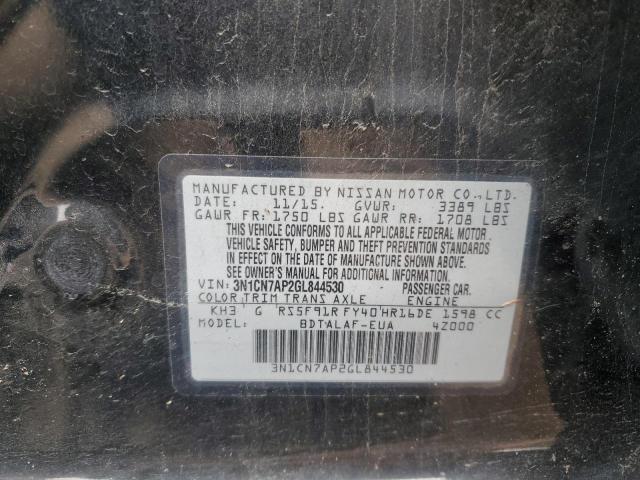 MANUFACTURED BY NISSAN MOTOR CO., LTD.
DATE: 11/15. GVWR: 3389 LBS
GAWR FR: 1750 LBS GAWR RR: 1708 LBS
THIS VEHICLE CONFORMS TO ALL APPLICABLE FEDERAL MOTOR
VEHICLE SAFETY, BUMPER AND THEFT PREVENTION STANDARDS
IN EFFECT ON THE DATE OF MANUFACTURE SHOWN ABOVE.
SEE OWNER'S MANUAL FOR ADDITIONAL INFORMATION.
VIN: 3N1CN7AP2GL844530 PASSENGER CAR.
COLOR TRIM TRANS AXLE ENGINE
KH3 G RS5F91R FY40 HR16DE 1598 CC
MODEL: BDTALAF-EUA 4Z000
3N1CN7AP2GL844530